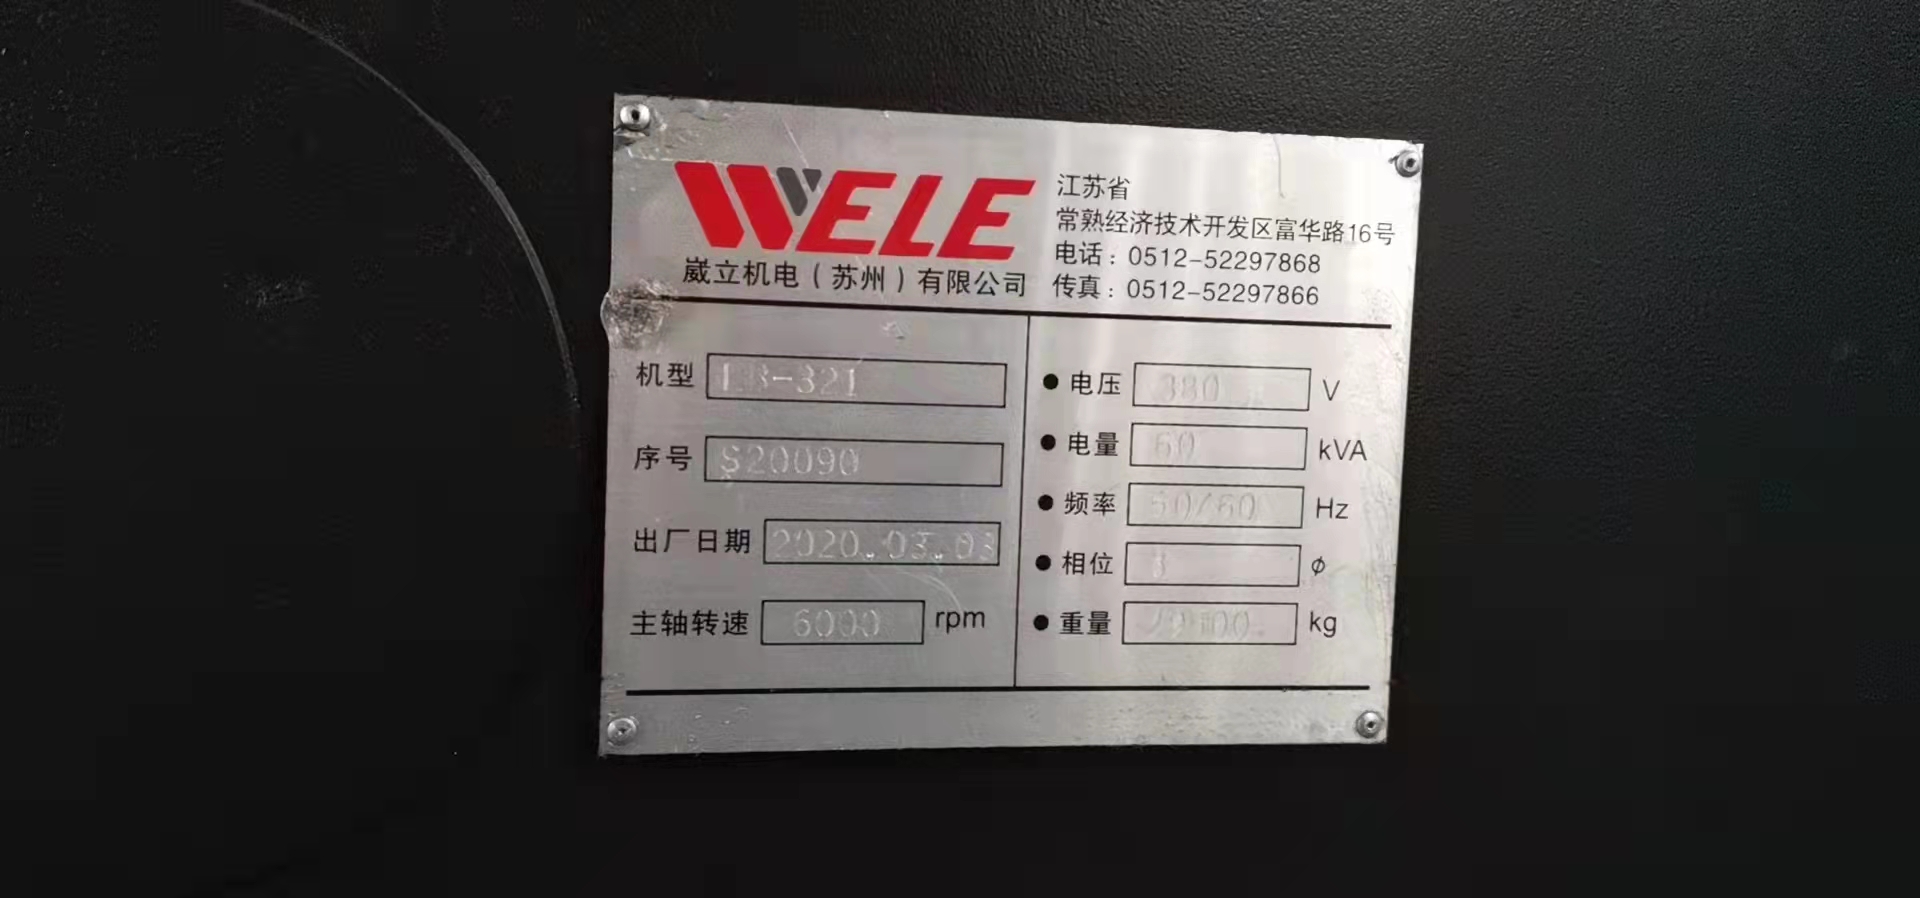 WELE
崴立机电(苏州)有限公司
江苏省
常熟经济技术开发区富华路16号
电话: 0512-52297868
传真: 0512-52297866
机型 LB-321
序号 S20090
出厂日期 2020.03.03
主轴转速 6000 rpm
●电压 380 V
●电量 60 kVA
●频率 50/60 Hz
●相位 3 φ
●重量 kg